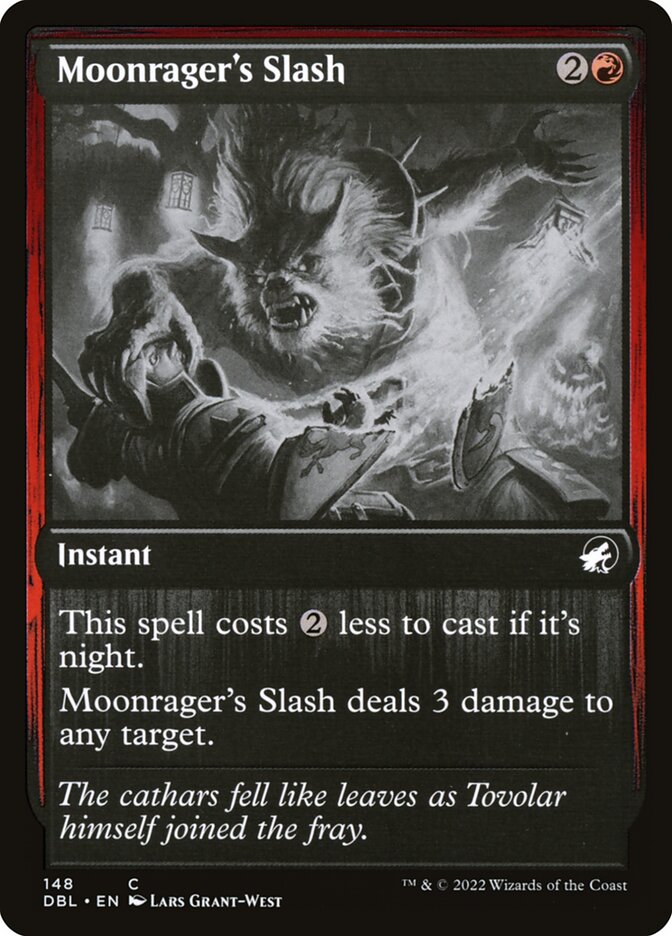 Moonrager's Slash 2
Instant
This spell costs 2 less to cast if it's
night.
Moonrager's Slash deals 3 damage to
any target.
The cathars fell like leaves as Tovolar
himself joined the fray.
148 C ™ & © 2022 Wizards of the Coast
DBL • EN Lars Grant-West